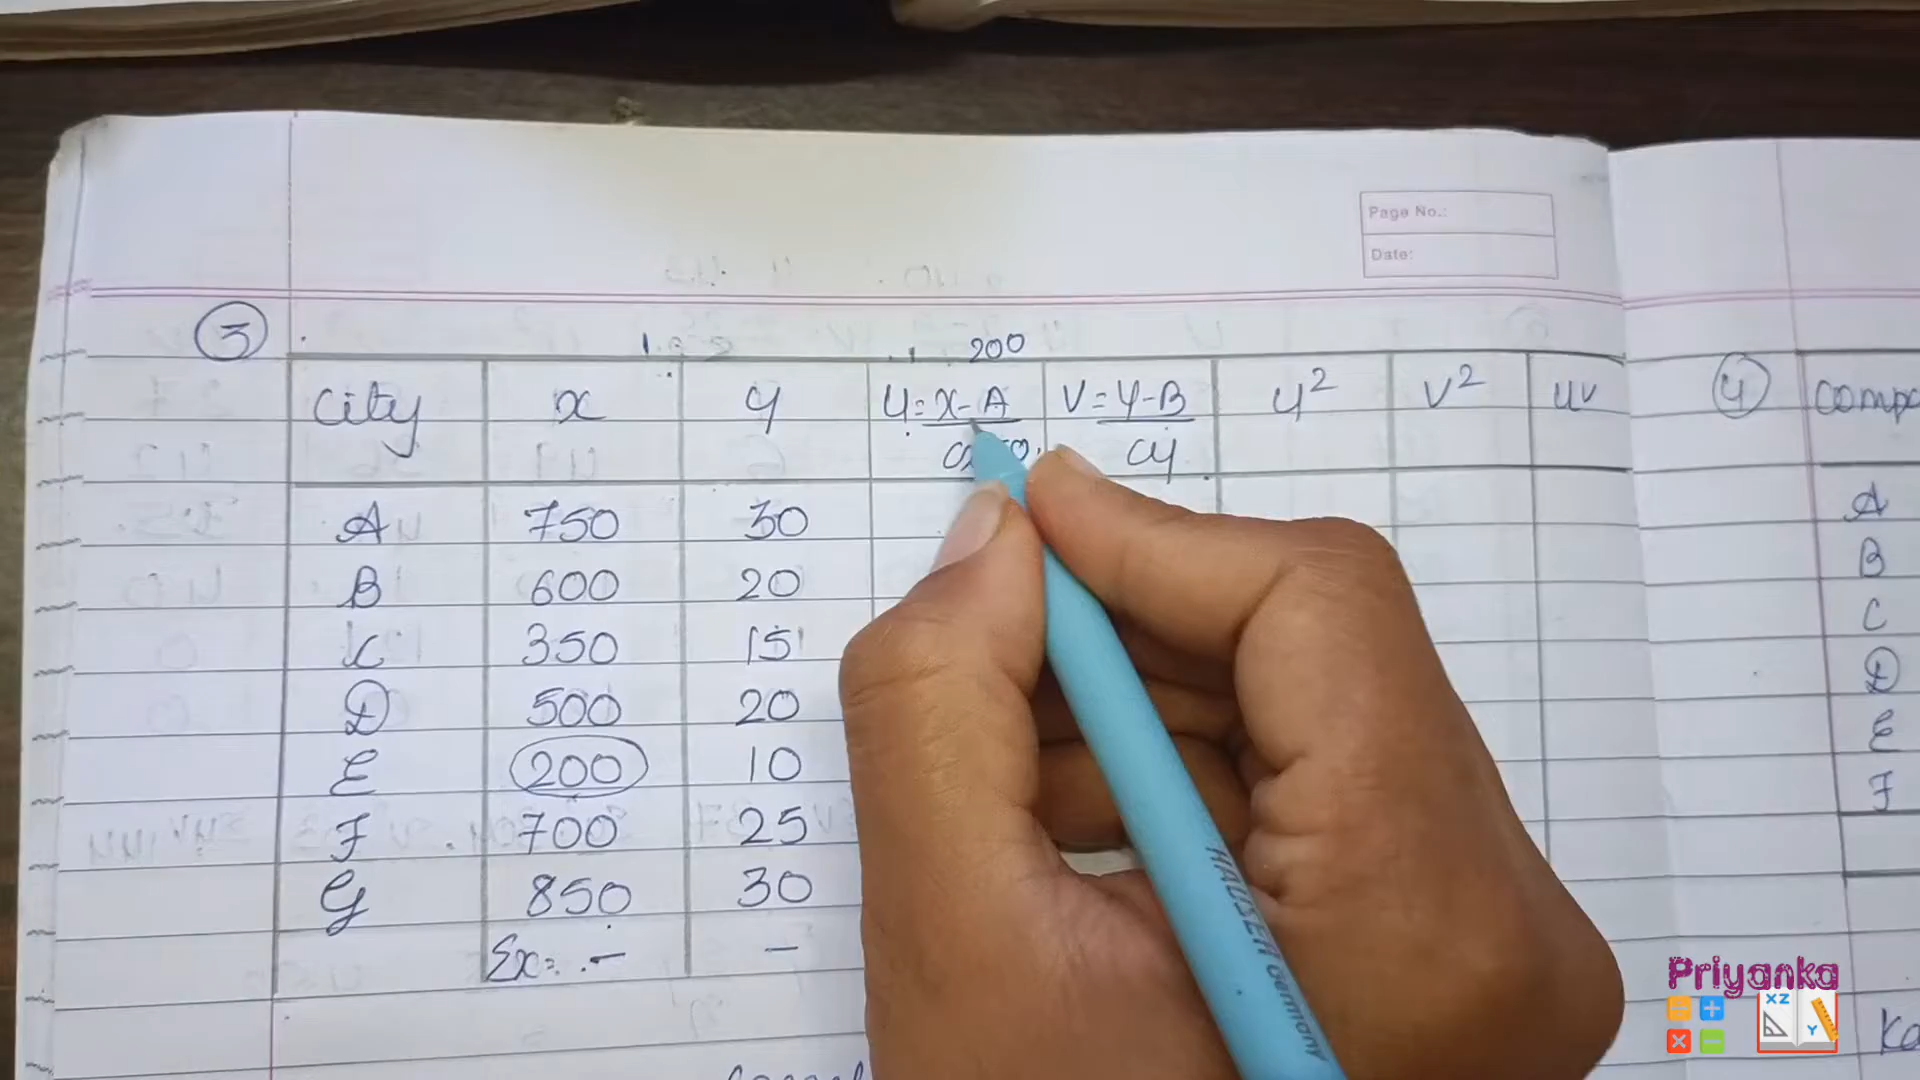 Page No.:
Date:
3
200
City x y u = x-A v = y-B u² v² uv
cy
A 750 30
B 600 20
C 350 15
D 500 20
E 200 10
F 700 25
G 850 30
Σx = - -
4
A
B
C
D
E
F
HAUSER Germany
Priyanka
XZ
Y